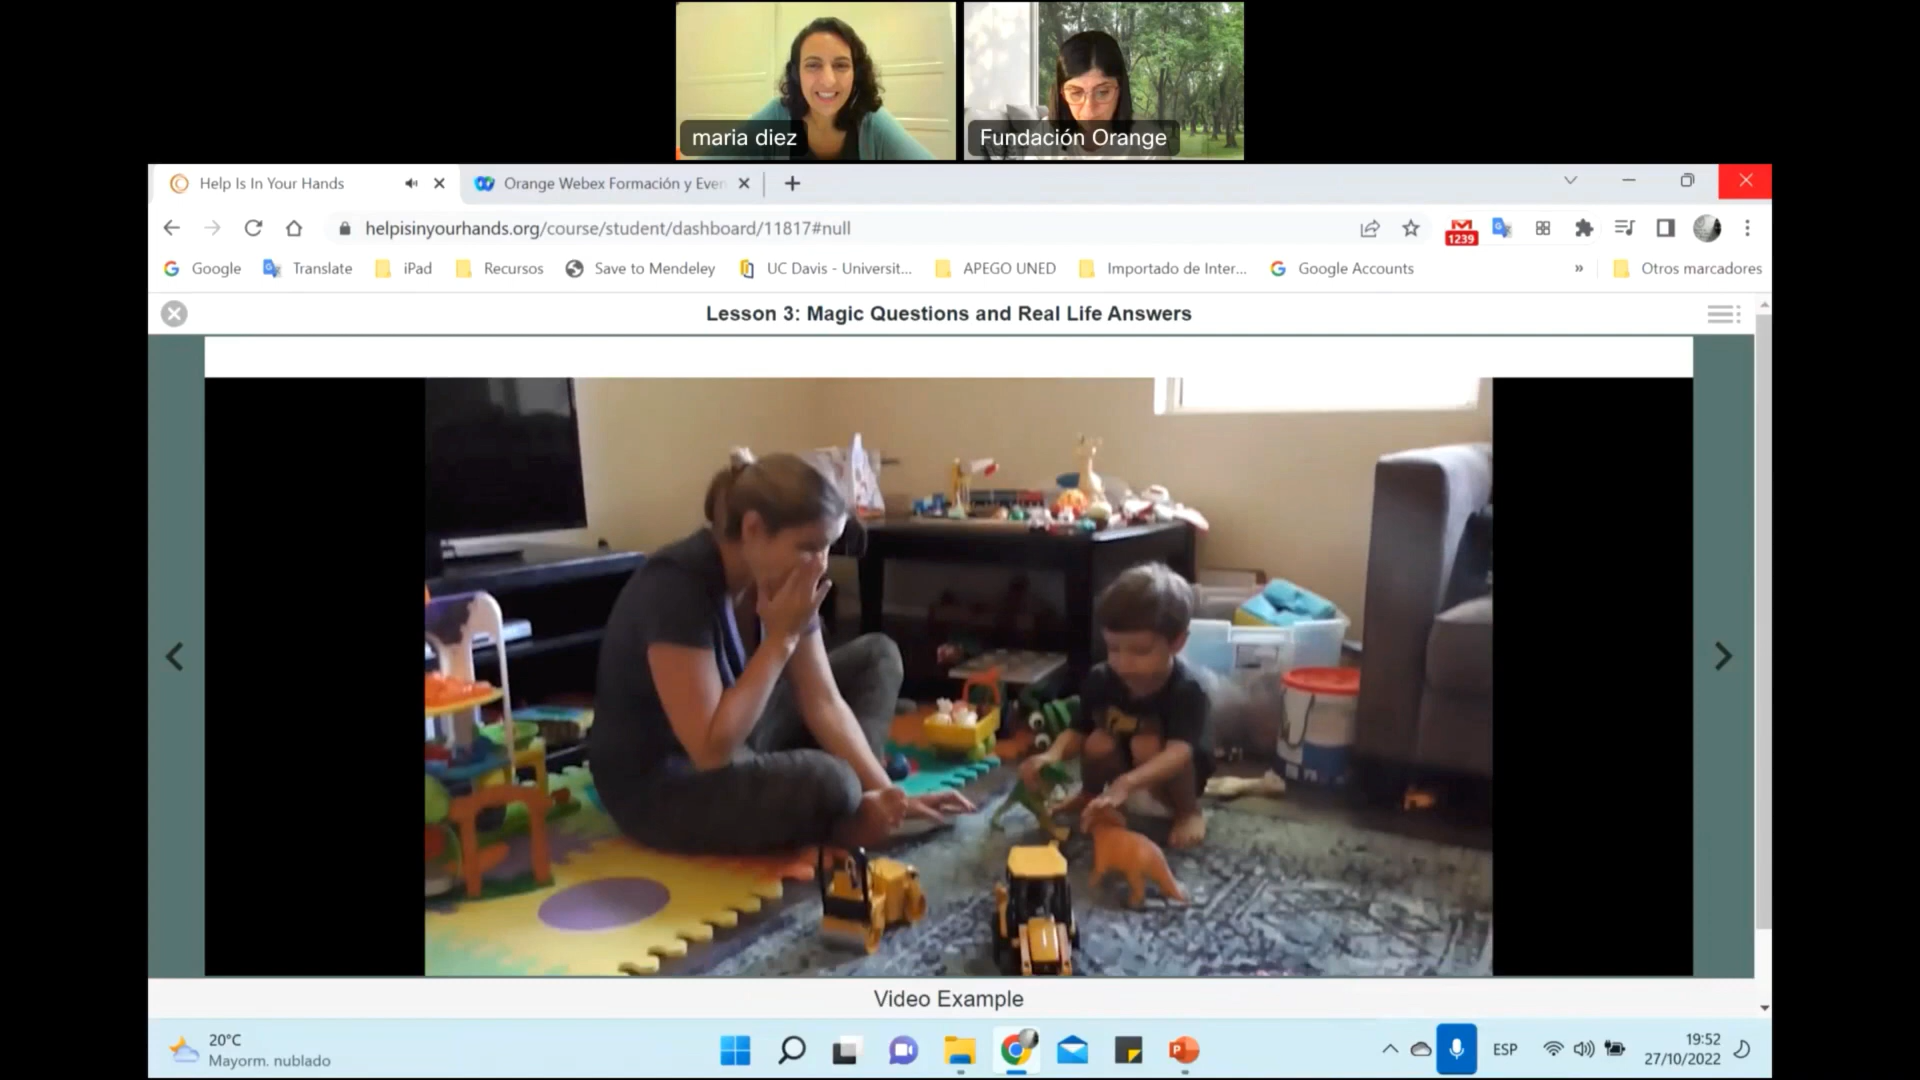 maria diez
Fundación Orange
Help Is In Your Hands
Orange Webex Formación y Even
helpisinyourhands.org/course/student/dashboard/11817#null
1239
Google
Translate
iPad
Recursos
Save to Mendeley
UC Davis - Universit...
APEGO UNED
Importado de Inter...
Google Accounts
»
Otros marcadores
Lesson 3: Magic Questions and Real Life Answers
Video Example
20°C
Mayorm. nublado
ESP
19:52
27/10/2022